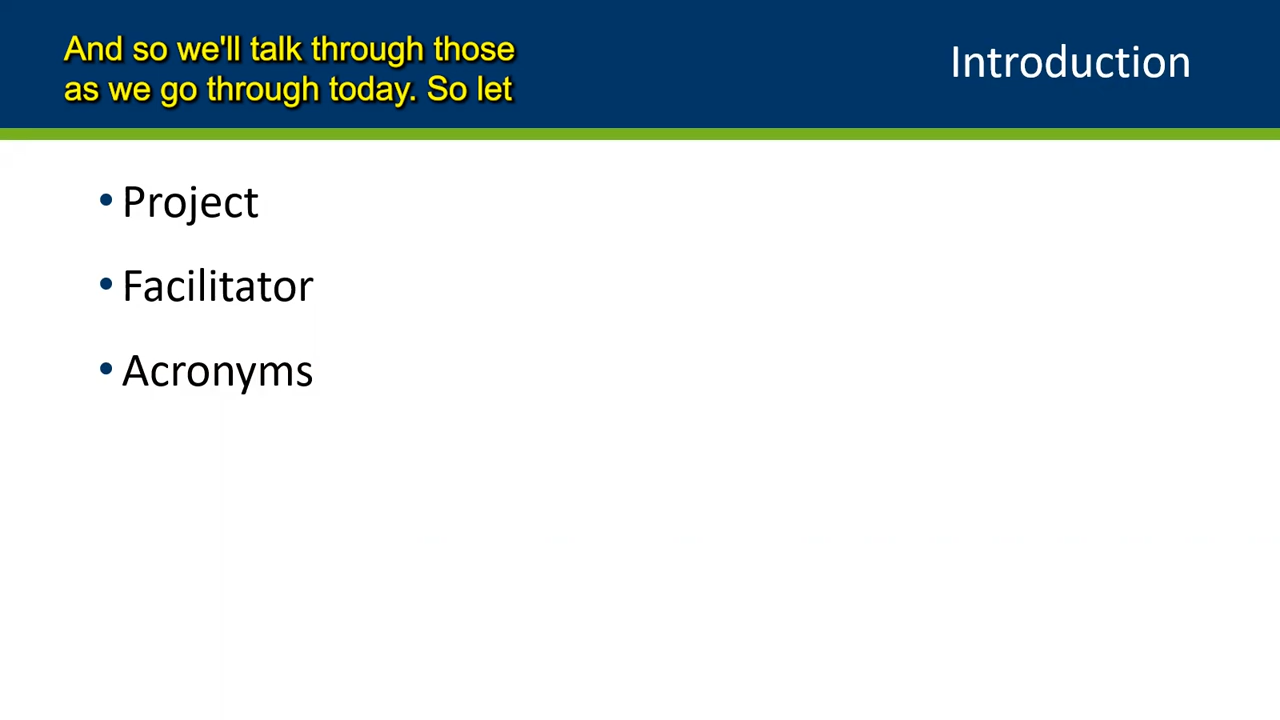 And so we'll talk through those
as we go through today. So let
Introduction
• Project
• Facilitator
• Acronyms